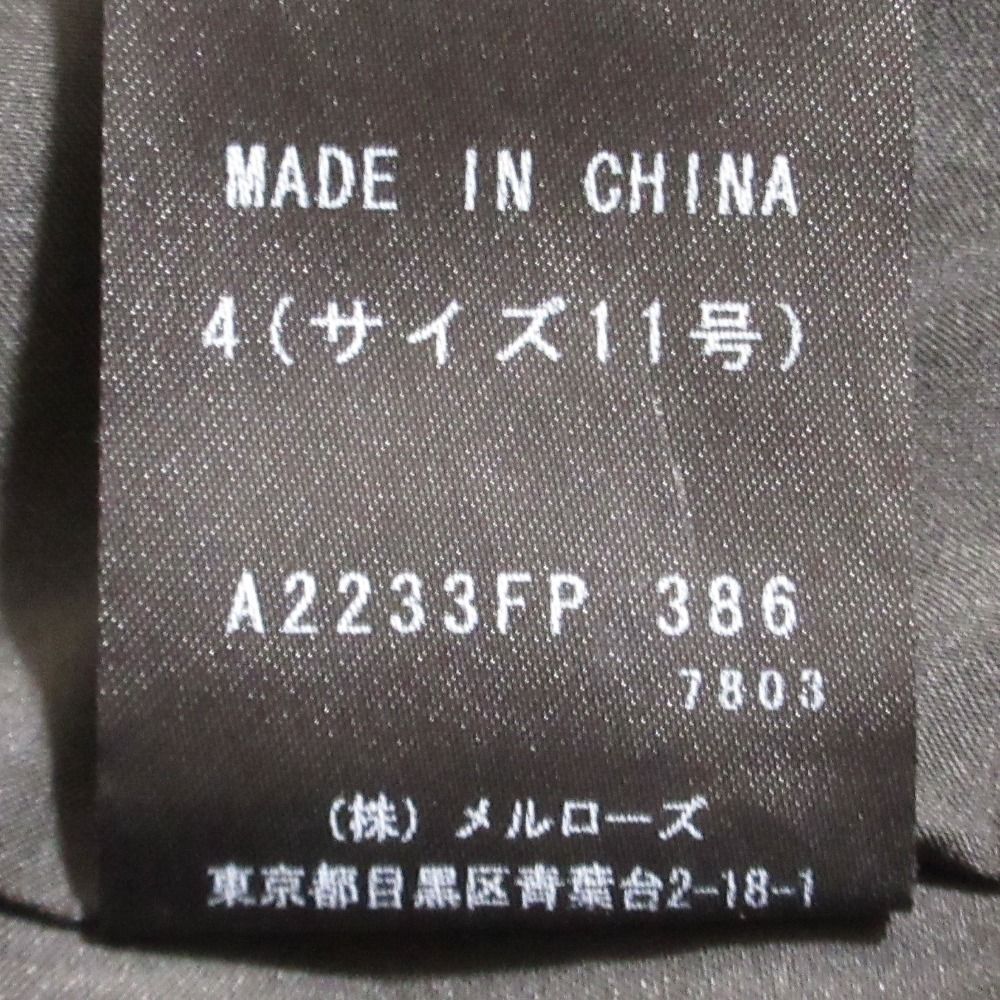 MADE IN CHINA
4(サイズ11号)
A2233FP 386
7803
(株)メルローズ
東京都目黒区青葉台2-18-1